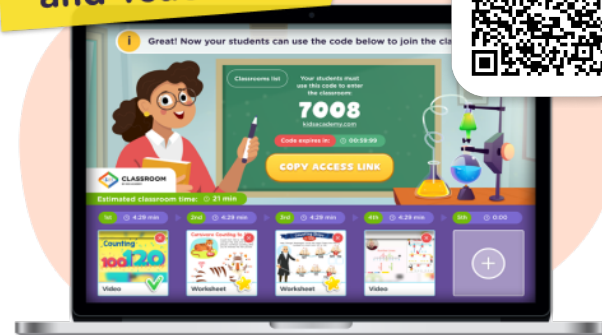 Great! Now your students can use the code below to join the cla
Classrooms list
Your students must
use this code to enter
the classroom
7008
kidsacademy.com
Code expires in:
00:59:99
COPY ACCESS LINK
CLASSROOM
Estimated classroom time: 21 min
1st 4:29 min
2nd 4:29 min
3rd 4:29 min
4th 4:29 min
5th 0:00
Counting
100 120
Video
Worksheet
Worksheet
Video